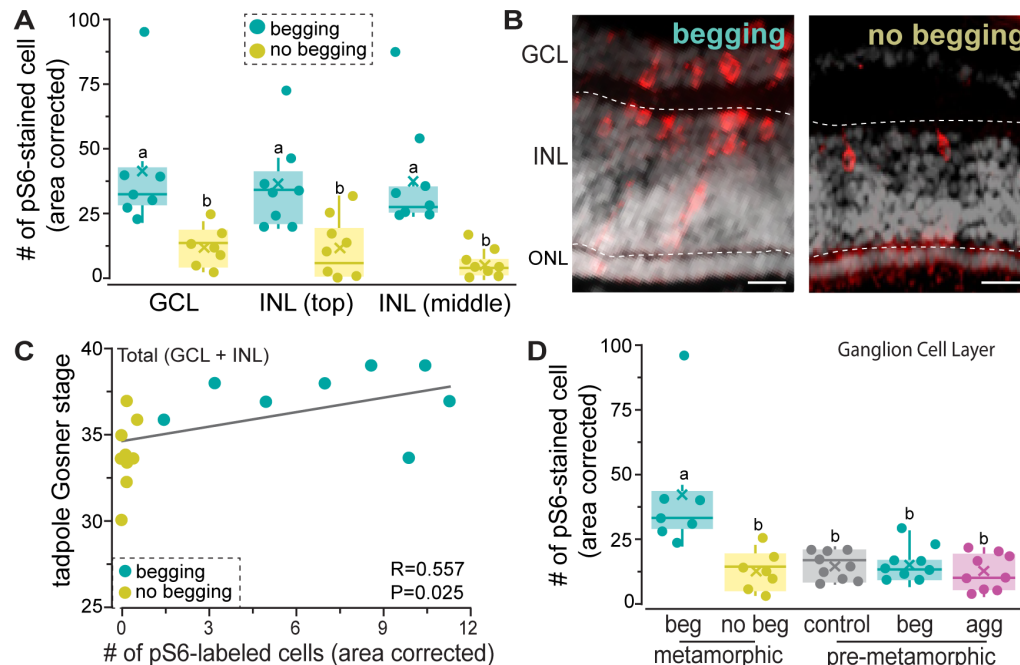 A
begging
no begging
# of pS6-stained cell
(area corrected)
100
75
50
25
0
a
b
a
b
a
b
GCL
INL (top)
INL (middle)
B
begging
no begging
GCL
INL
ONL
C
Total (GCL + INL)
tadpole Gosner stage
40
35
30
25
begging
no begging
R=0.557
P=0.025
0
3
6
9
12
# of pS6-labeled cells (area corrected)
D
Ganglion Cell Layer
# of pS6-stained cell
(area corrected)
100
75
50
25
0
a
b
b
b
b
beg
no beg
control
beg
agg
metamorphic
pre-metamorphic